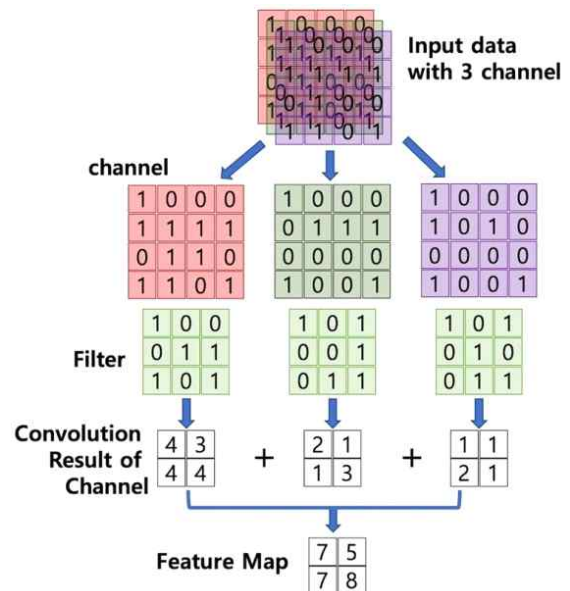 Input data
with 3 channel
channel
1 0 0 0 1 0 0 0 1 0 0 0
1 1 1 1 0 1 1 1 1 0 1 0
0 1 1 0 0 0 0 0 0 0 0 0
1 1 0 1 1 0 0 1 1 0 0 1
Filter
1 0 0 1 0 1 1 0 1
0 1 1 0 0 1 0 1 0
1 0 1 0 1 1 0 1 1
Convolution
Result of
Channel
4 3 2 1 1 1
+ +
4 4 1 3 2 1
Feature Map
7 5
7 8